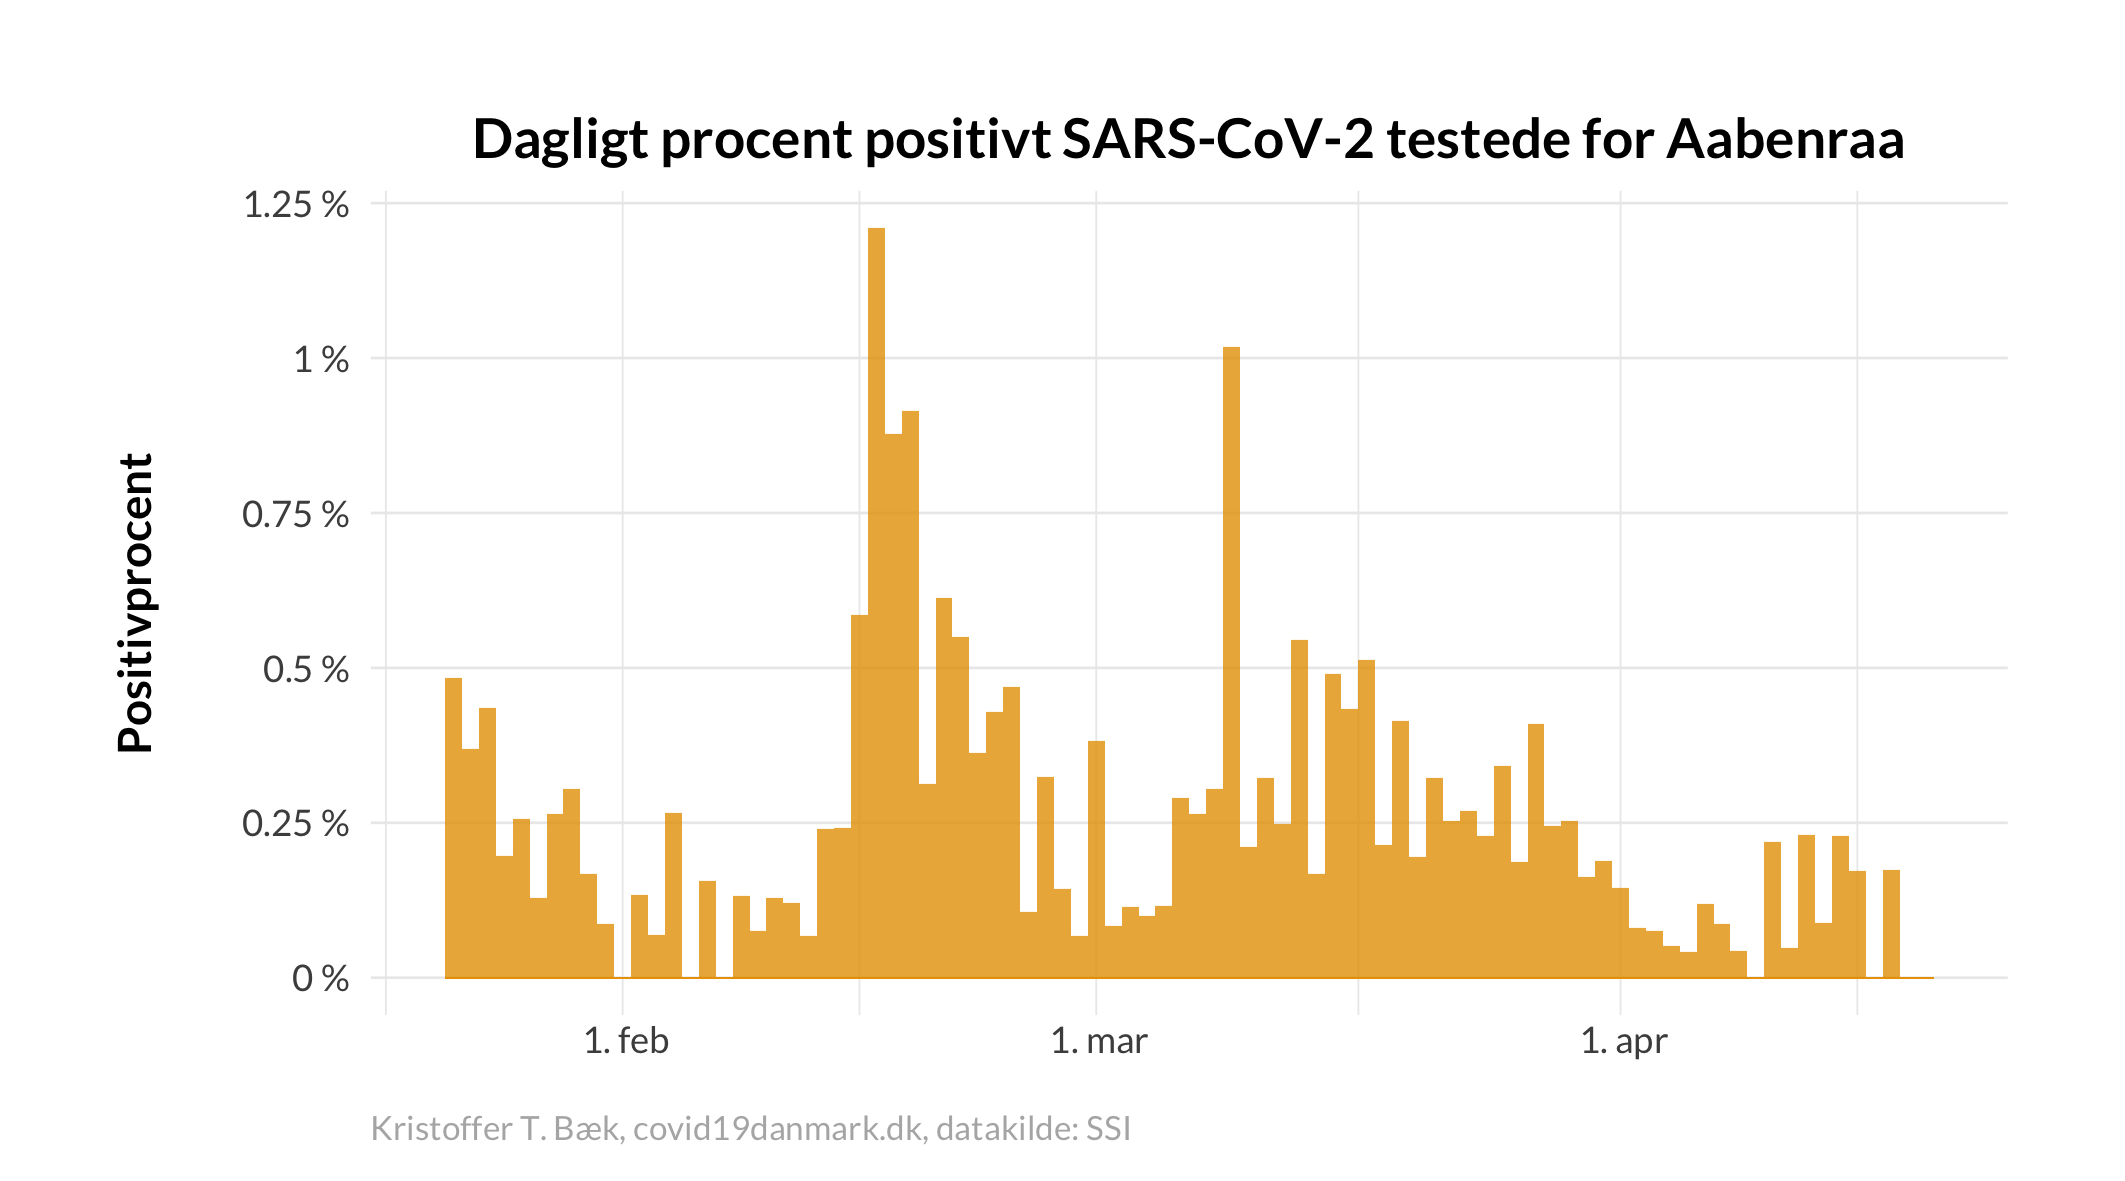 Dagligt procent positivt SARS-CoV-2 testede for Aabenraa
1.25 %
1 %
0.75 %
0.5 %
0.25 %
0 %
Positivprocent
1. feb
1. mar
1. apr
Kristoffer T. Bæk, covid19danmark.dk, datakilde: SSI